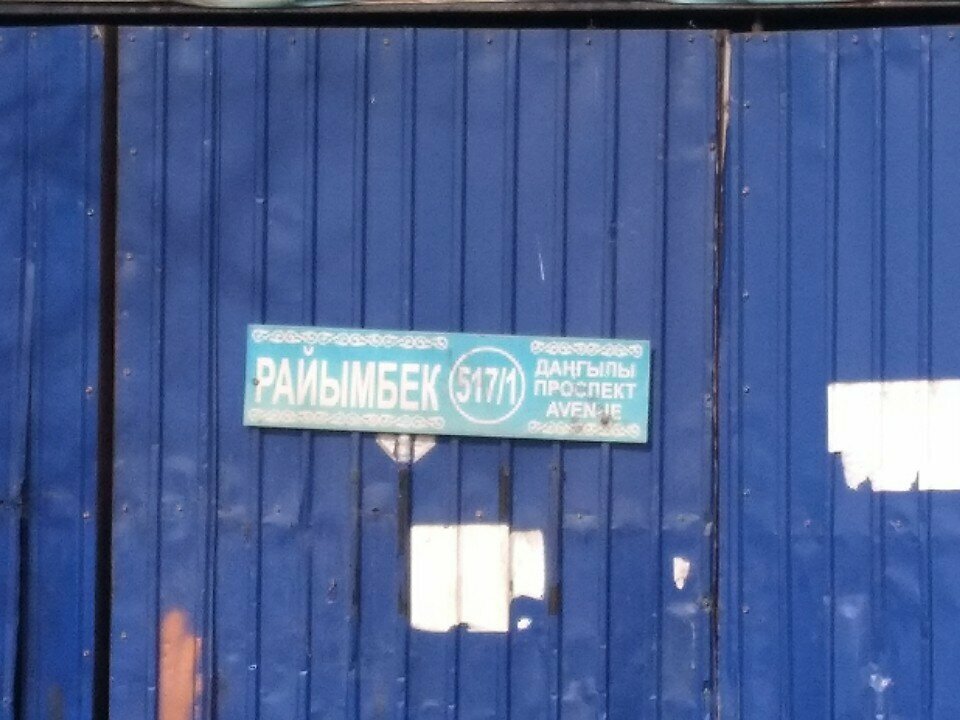 РАЙЫМБЕК
517/1
ДАҢҒЫЛЫ
ПРОСПЕКТ
AVENUE